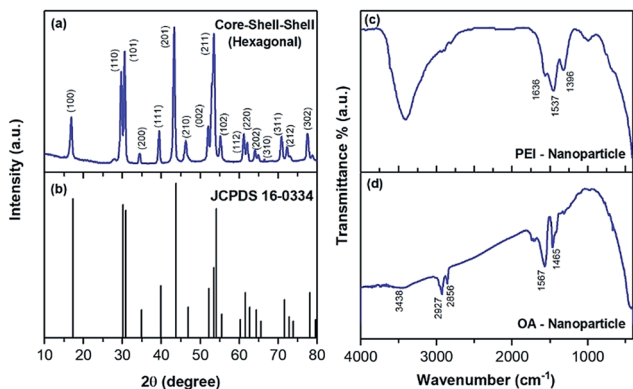 (a)
Core-Shell-Shell
(Hexagonal)
(100)
(110)
(101)
(200)
(111)
(201)
(210)
(002)
(211)
(102)
(112)
(220)
(202)
(310)
(311)
(212)
(302)
(b)
JCPDS 16-0334
Intensity (a.u.)
10 20 30 40 50 60 70 80
2θ (degree)
(c)
1636
1537
1396
PEI - Nanoparticle
(d)
3438
2927
2856
1567
1465
OA - Nanoparticle
Transmittance % (a.u.)
4000 3000 2000 1000
Wavenumber (cm⁻¹)